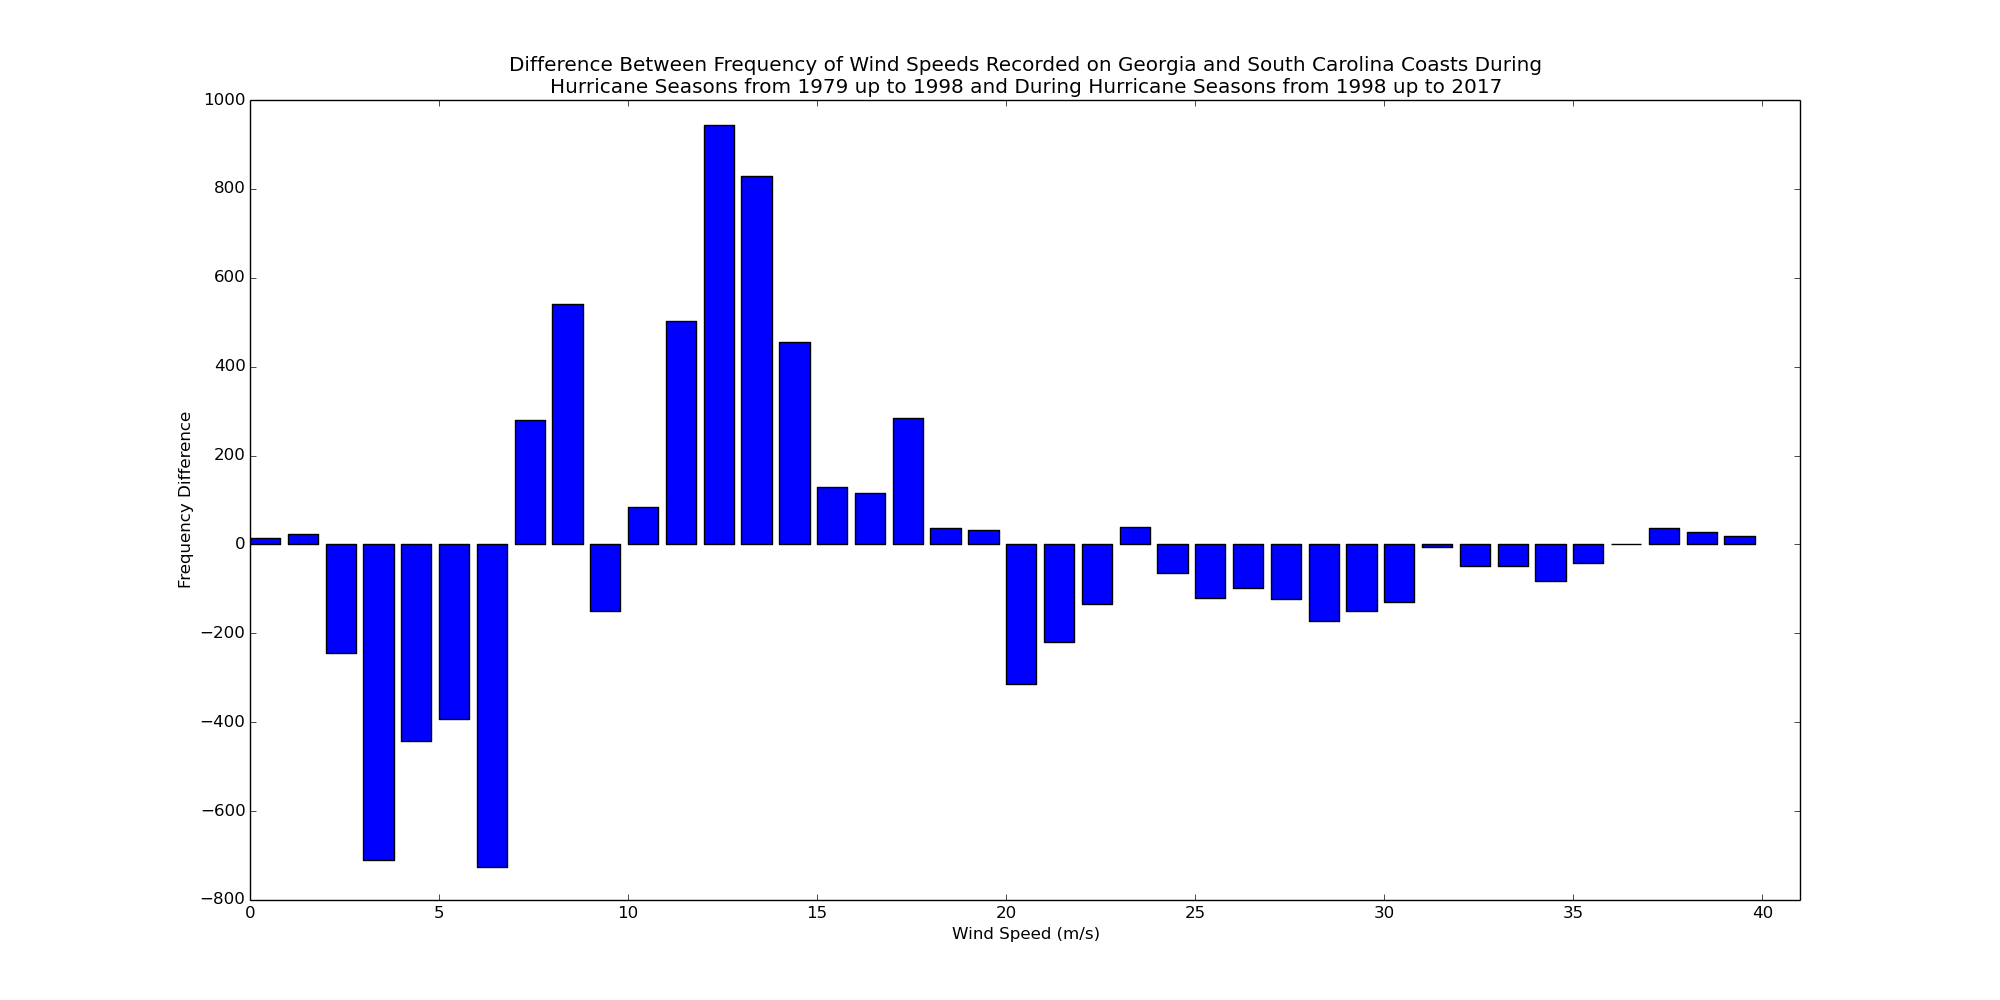 Difference Between Frequency of Wind Speeds Recorded on Georgia and South Carolina Coasts During
Hurricane Seasons from 1979 up to 1998 and During Hurricane Seasons from 1998 up to 2017
1000
800
600
400
200
0
−200
−400
−600
−800
Frequency Difference
0 5 10 15 20 25 30 35 40
Wind Speed (m/s)